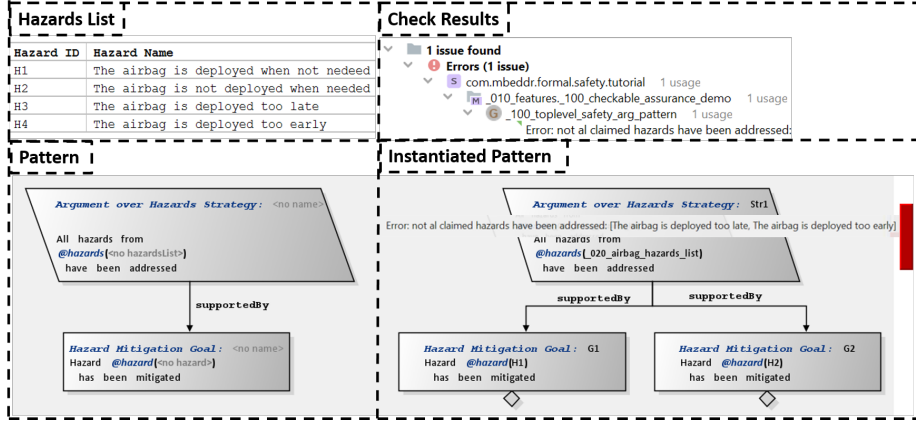 Hazards List
Hazard ID Hazard Name
H1 The airbag is deployed when not nedeed
H2 The airbag is not deployed when needed
H3 The airbag is deployed too late
H4 The airbag is deployed too early
Check Results
1 issue found
Errors (1 issue)
S com.mbeddr.formal.safety.tutorial 1 usage
M _010_features._100_checkable_assurance_demo 1 usage
G _100_toplevel_safety_arg_pattern 1 usage
Error: not al claimed hazards have been addressed:
Pattern
Argument over Hazards Strategy: <no name>
All hazards from
@hazards(<no hazardsList>)
have been addressed
supportedBy
Hazard Mitigation Goal: <no name>
Hazard @hazard(<no hazard>)
has been mitigated
Instantiated Pattern
Argument over Hazards Strategy: Str1
Error: not al claimed hazards have been addressed: [The airbag is deployed too late, The airbag is deployed too early]
All hazards from
@hazards(_020_airbag_hazards_list)
have been addressed
supportedBy supportedBy
Hazard Mitigation Goal: G1
Hazard @hazard(H1)
has been mitigated
Hazard Mitigation Goal: G2
Hazard @hazard(H2)
has been mitigated